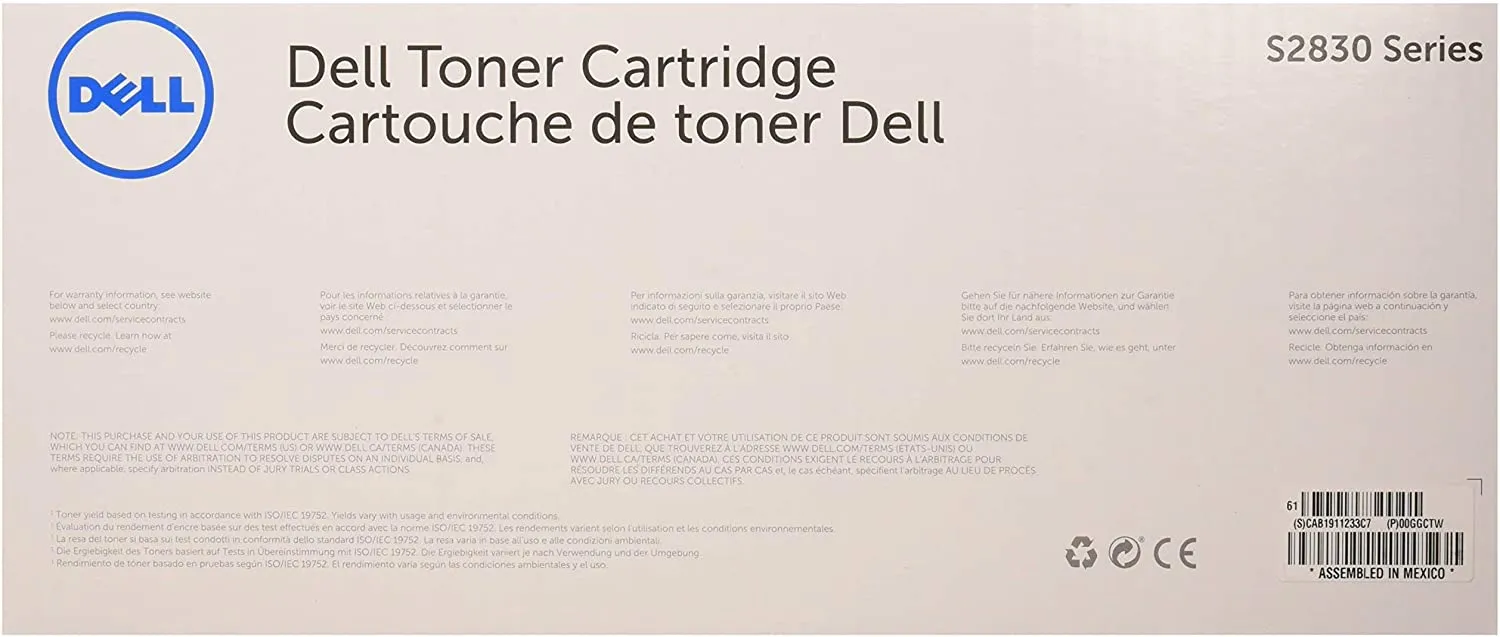 DELL
Dell Toner Cartridge
Cartouche de toner Dell
S2830 Series
For warranty information, see website
below and select country.
www.dell.com/servicecontracts
Please recycle. Learn how at
www.dell.com/recycle
Pour les informations relatives à la garantie,
voir le site Web ci-dessous et sélectionner le
pays concerné.
www.dell.com/servicecontracts
Merci de recycler. Découvrez comment sur
www.dell.com/recycle
Per informazioni sulla garanzia, visitare il sito Web
indicato di seguito e selezionare il proprio Paese.
www.dell.com/servicecontracts
Ricicla. Per sapere come, visita il sito
www.dell.com/recycle
Gehen Sie für nähere Informationen zur Garantie
bitte auf die nachfolgende Website, und wählen
Sie dort Ihr Land aus:
www.dell.com/servicecontracts
Bitte recyceln Sie. Erfahren Sie, wie es geht, unter
www.dell.com/recycle
Para obtener información sobre la garantía,
visite la página web a continuación y
seleccione el país:
www.dell.com/servicecontracts
Recicle. Obtenga información en
www.dell.com/recycle
NOTE: THIS PURCHASE AND YOUR USE OF THIS PRODUCT ARE SUBJECT TO DELL'S TERMS OF SALE,
WHICH YOU CAN FIND AT WWW.DELL.COM/TERMS (US) OR WWW.DELL.CA/TERMS (CANADA). THESE
TERMS REQUIRE THE USE OF ARBITRATION TO RESOLVE DISPUTES ON AN INDIVIDUAL BASIS, and,
where applicable, specify arbitration INSTEAD OF JURY TRIALS OR CLASS ACTIONS.
REMARQUE : CET ACHAT ET VOTRE UTILISATION DE CE PRODUIT SONT SOUMIS AUX CONDITIONS DE
VENTE DE DELL, QUE TROUVEREZ À L'ADRESSE WWW.DELL.COM/TERMS (ÉTATS-UNIS) OU
WWW.DELL.CA/TERMS (CANADA). CES CONDITIONS EXIGENT LE RECOURS À L'ARBITRAGE POUR
RÉSOUDRE LES DIFFÉRENDS AU CAS PAR CAS et, le cas échéant, spécifient l'arbitrage AU LIEU DE PROCÈS
AVEC JURY OU RECOURS COLLECTIFS.
¹ Toner yield based on testing in accordance with ISO/IEC 19752. Yields vary with usage and environmental conditions.
¹ Évaluation du rendement d'encre basée sur des test effectués en accord avec la norme ISO/IEC 19752. Les rendements varient selon l'utilisation et les conditions environnementales.
¹ La resa del toner si basa sui test condotti in conformità dello standard ISO/IEC 19752. La resa varia in base all'uso e alle condizioni ambientali.
¹ Die Ergiebigkeit des Toners basiert auf Tests in Übereinstimmung mit ISO/IEC 19752. Die Ergiebigkeit variiert je nach Verwendung und der Umgebung.
¹ Rendimiento de tóner basado en pruebas según ISO/IEC 19752. El rendimiento varía según las condiciones ambientales y el uso.
CE
61
(S)CAB1911233C7 (P)00GGCTW
* ASSEMBLED IN MEXICO *